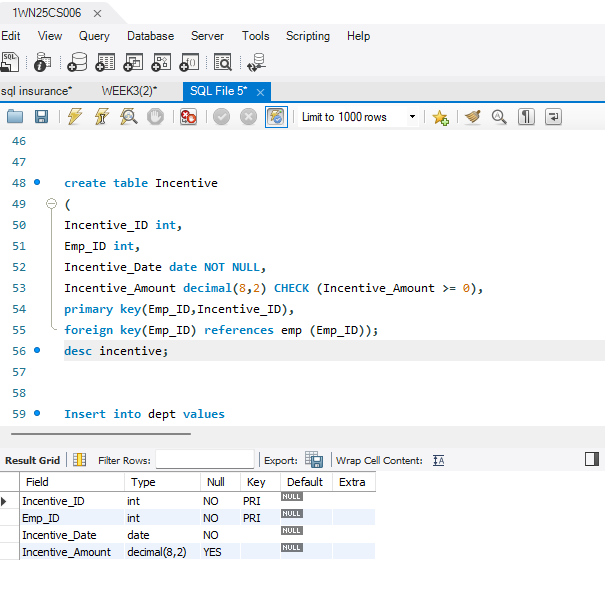 1WN25CS006
Edit View Query Database Server Tools Scripting Help
sql insurance* WEEK3(2)* SQL File 5*
Limit to 1000 rows
46
47
48 create table Incentive
49 (
50 Incentive_ID int,
51 Emp_ID int,
52 Incentive_Date date NOT NULL,
53 Incentive_Amount decimal(8,2) CHECK (Incentive_Amount >= 0),
54 primary key(Emp_ID,Incentive_ID),
55 foreign key(Emp_ID) references emp (Emp_ID));
56 desc incentive;
57
58
59 Insert into dept values
Result Grid Filter Rows: Export: Wrap Cell Content:
Field Type Null Key Default Extra
Incentive_ID int NO PRI NULL
Emp_ID int NO PRI NULL
Incentive_Date date NO NULL
Incentive_Amount decimal(8,2) YES NULL